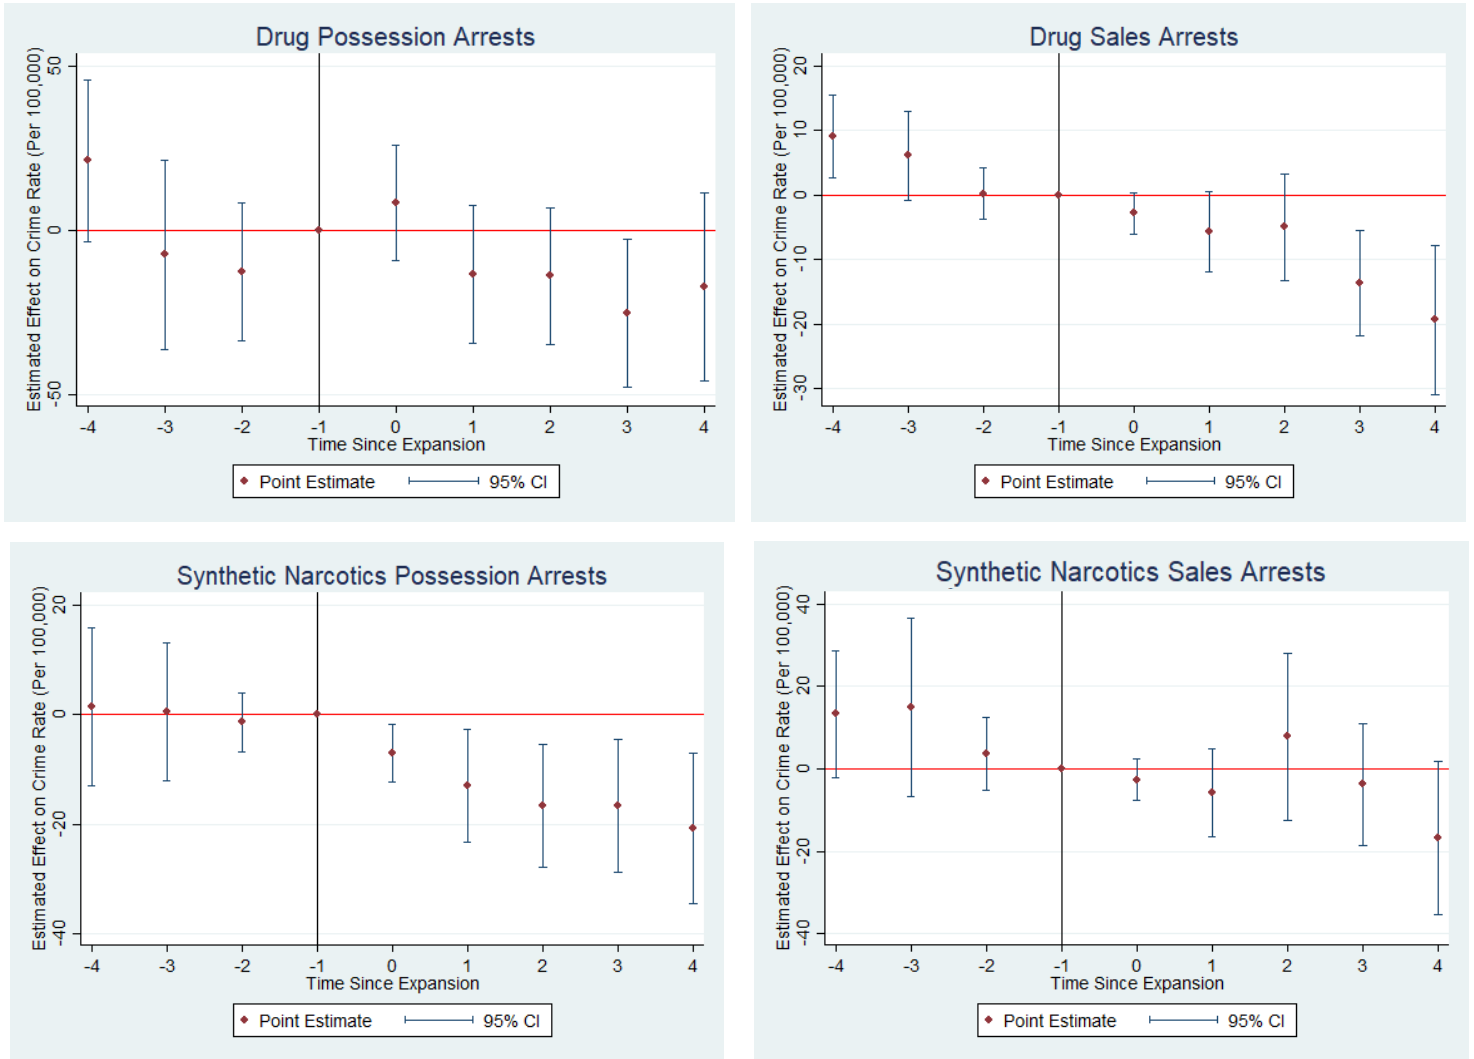 Drug Possession Arrests
Estimated Effect on Crime Rate (Per 100,000)
50
0
-50
-4 -3 -2 -1 0 1 2 3 4
Time Since Expansion
Point Estimate 95% CI
Drug Sales Arrests
Estimated Effect on Crime Rate (Per 100,000)
20
10
0
-10
-20
-30
-4 -3 -2 -1 0 1 2 3 4
Time Since Expansion
Point Estimate 95% CI
Synthetic Narcotics Possession Arrests
Estimated Effect on Crime Rate (Per 100,000)
20
0
-20
-40
-4 -3 -2 -1 0 1 2 3 4
Time Since Expansion
Point Estimate 95% CI
Synthetic Narcotics Sales Arrests
Estimated Effect on Crime Rate (Per 100,000)
40
20
0
-20
-40
-4 -3 -2 -1 0 1 2 3 4
Time Since Expansion
Point Estimate 95% CI